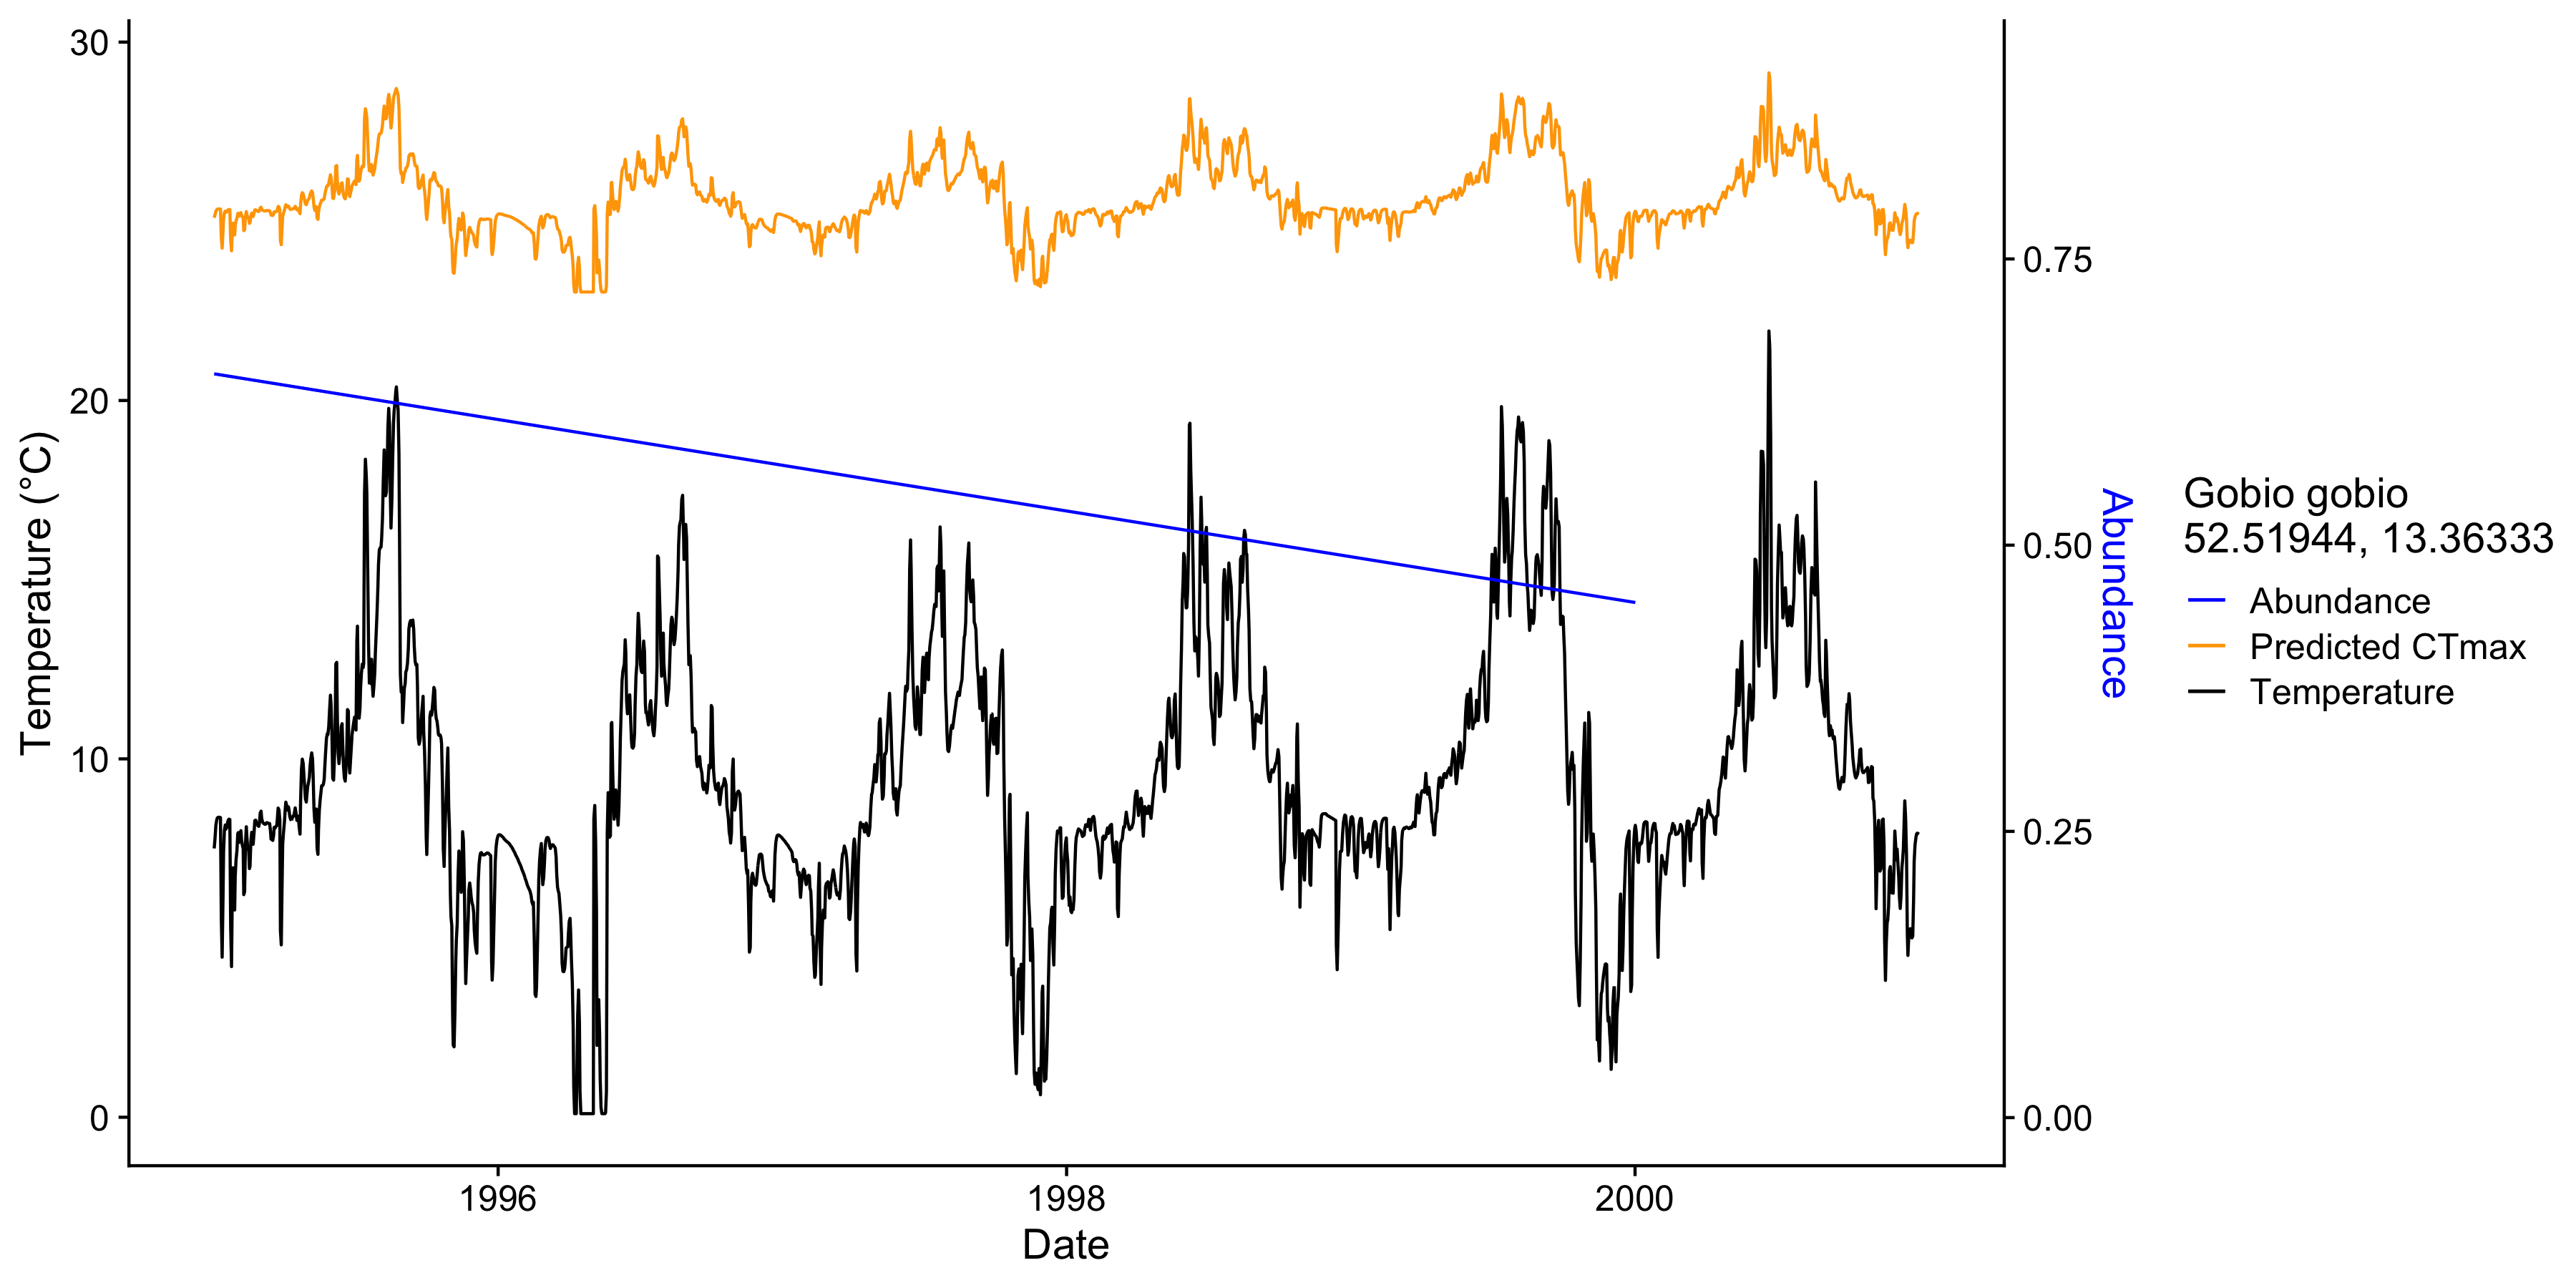 30
20
10
0
Temperature (°C)
1996
1998
2000
Date
0.75
0.50
0.25
0.00
Abundance
Gobio gobio
52.51944, 13.36333
Abundance
Predicted CTmax
Temperature